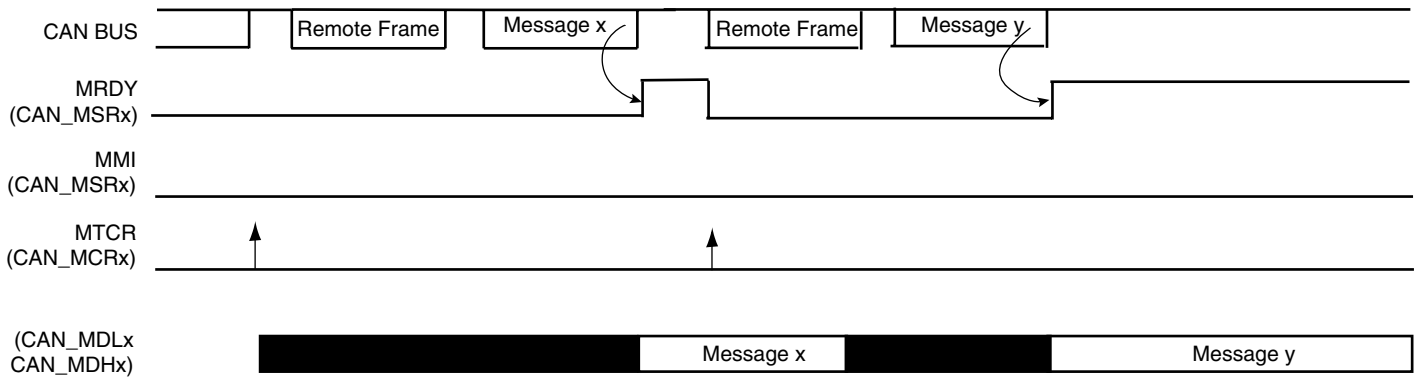 CAN BUS
Remote Frame
Message x
Remote Frame
Message y
MRDY
(CAN_MSRx)
MMI
(CAN_MSRx)
MTCR
(CAN_MCRx)
(CAN_MDLx
CAN_MDHx)
Message x
Message y